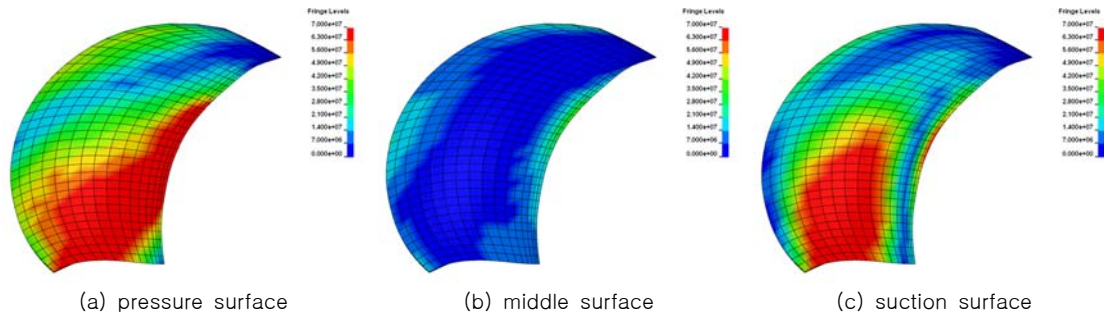 Fringe Levels
7.000e+07
6.300e+07
5.600e+07
4.900e+07
4.200e+07
3.500e+07
2.800e+07
2.100e+07
1.400e+07
7.000e+06
0.000e+00
Fringe Levels
7.000e+07
6.300e+07
5.600e+07
4.900e+07
4.200e+07
3.500e+07
2.800e+07
2.100e+07
1.400e+07
7.000e+06
0.000e+00
Fringe Levels
7.000e+07
6.300e+07
5.600e+07
4.900e+07
4.200e+07
3.500e+07
2.800e+07
2.100e+07
1.400e+07
7.000e+06
0.000e+00
(a) pressure surface
(b) middle surface
(c) suction surface